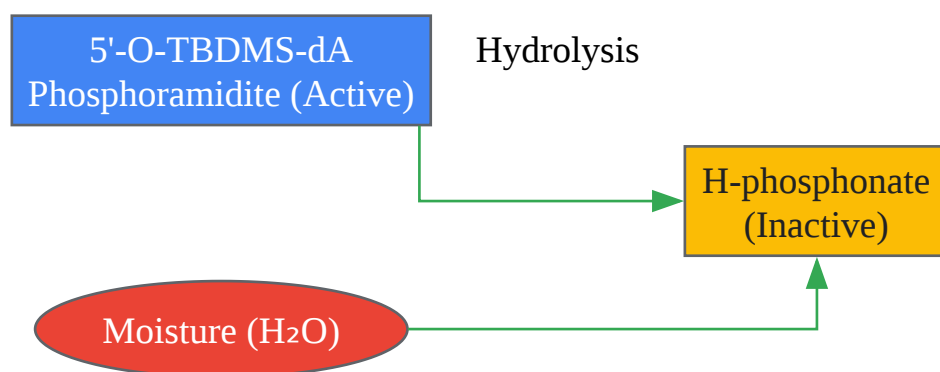 5'-O-TBDMS-dA
Phosphoramidite (Active)
Hydrolysis
H-phosphonate
(Inactive)
Moisture (H₂O)